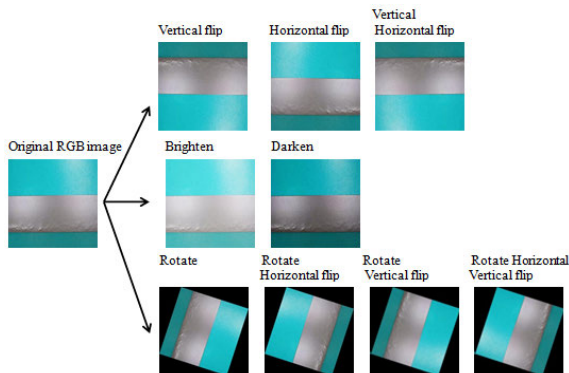 Vertical flip
Horizontal flip
Vertical
Horizontal flip
Original RGB image
Brighten
Darken
Rotate
Rotate
Horizontal flip
Rotate
Vertical flip
Rotate Horizontal
Vertical flip